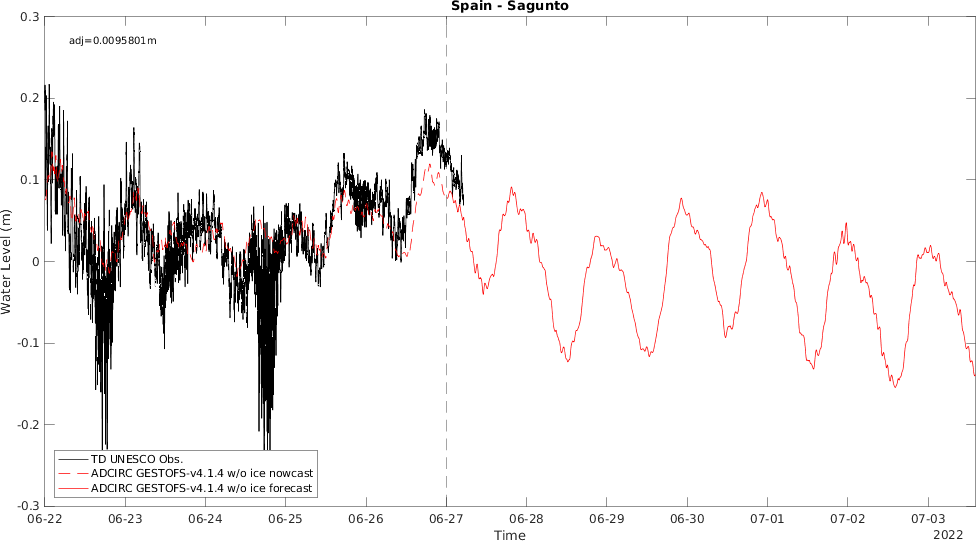 Spain - Sagunto
adj=0.0095801m
0.3
0.2
0.1
0
-0.1
-0.2
-0.3
Water Level (m)
TD UNESCO Obs.
ADCIRC GESTOFS-v4.1.4 w/o ice nowcast
ADCIRC GESTOFS-v4.1.4 w/o ice forecast
06-22 06-23 06-24 06-25 06-26 06-27 06-28 06-29 06-30 07-01 07-02 07-03
Time
2022